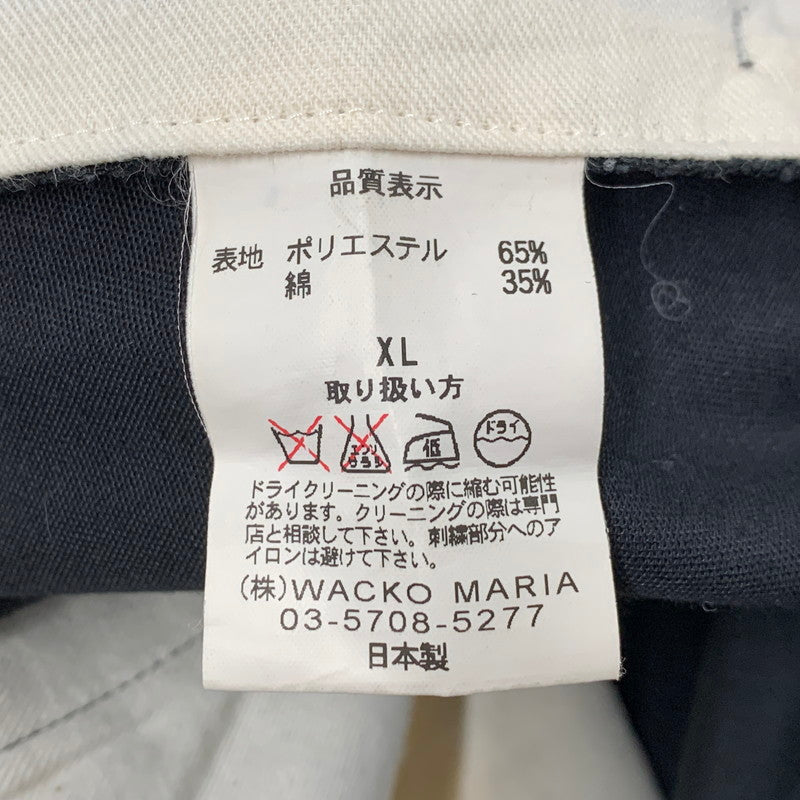 品質表示
表地 ポリエステル 65%
綿 35%
XL
取り扱い方
エンソ 低 ドライ
サラシ
ドライクリーニングの際に縮む可能性
があります。クリーニングの際は専門
店と相談して下さい。刺繍部分へのア
イロンは避けて下さい。
(株)WACKO MARIA
03-5708-5277
日本製